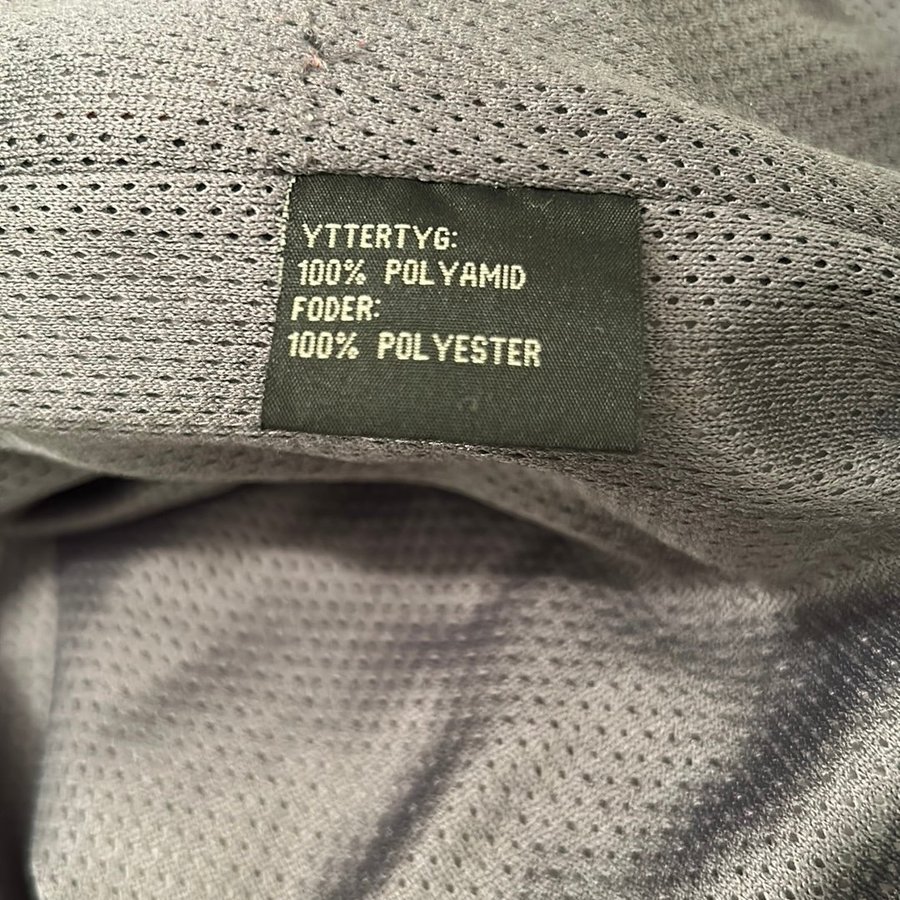 YTTERTYG:
100% POLYAMID
FODER:
100% POLYESTER